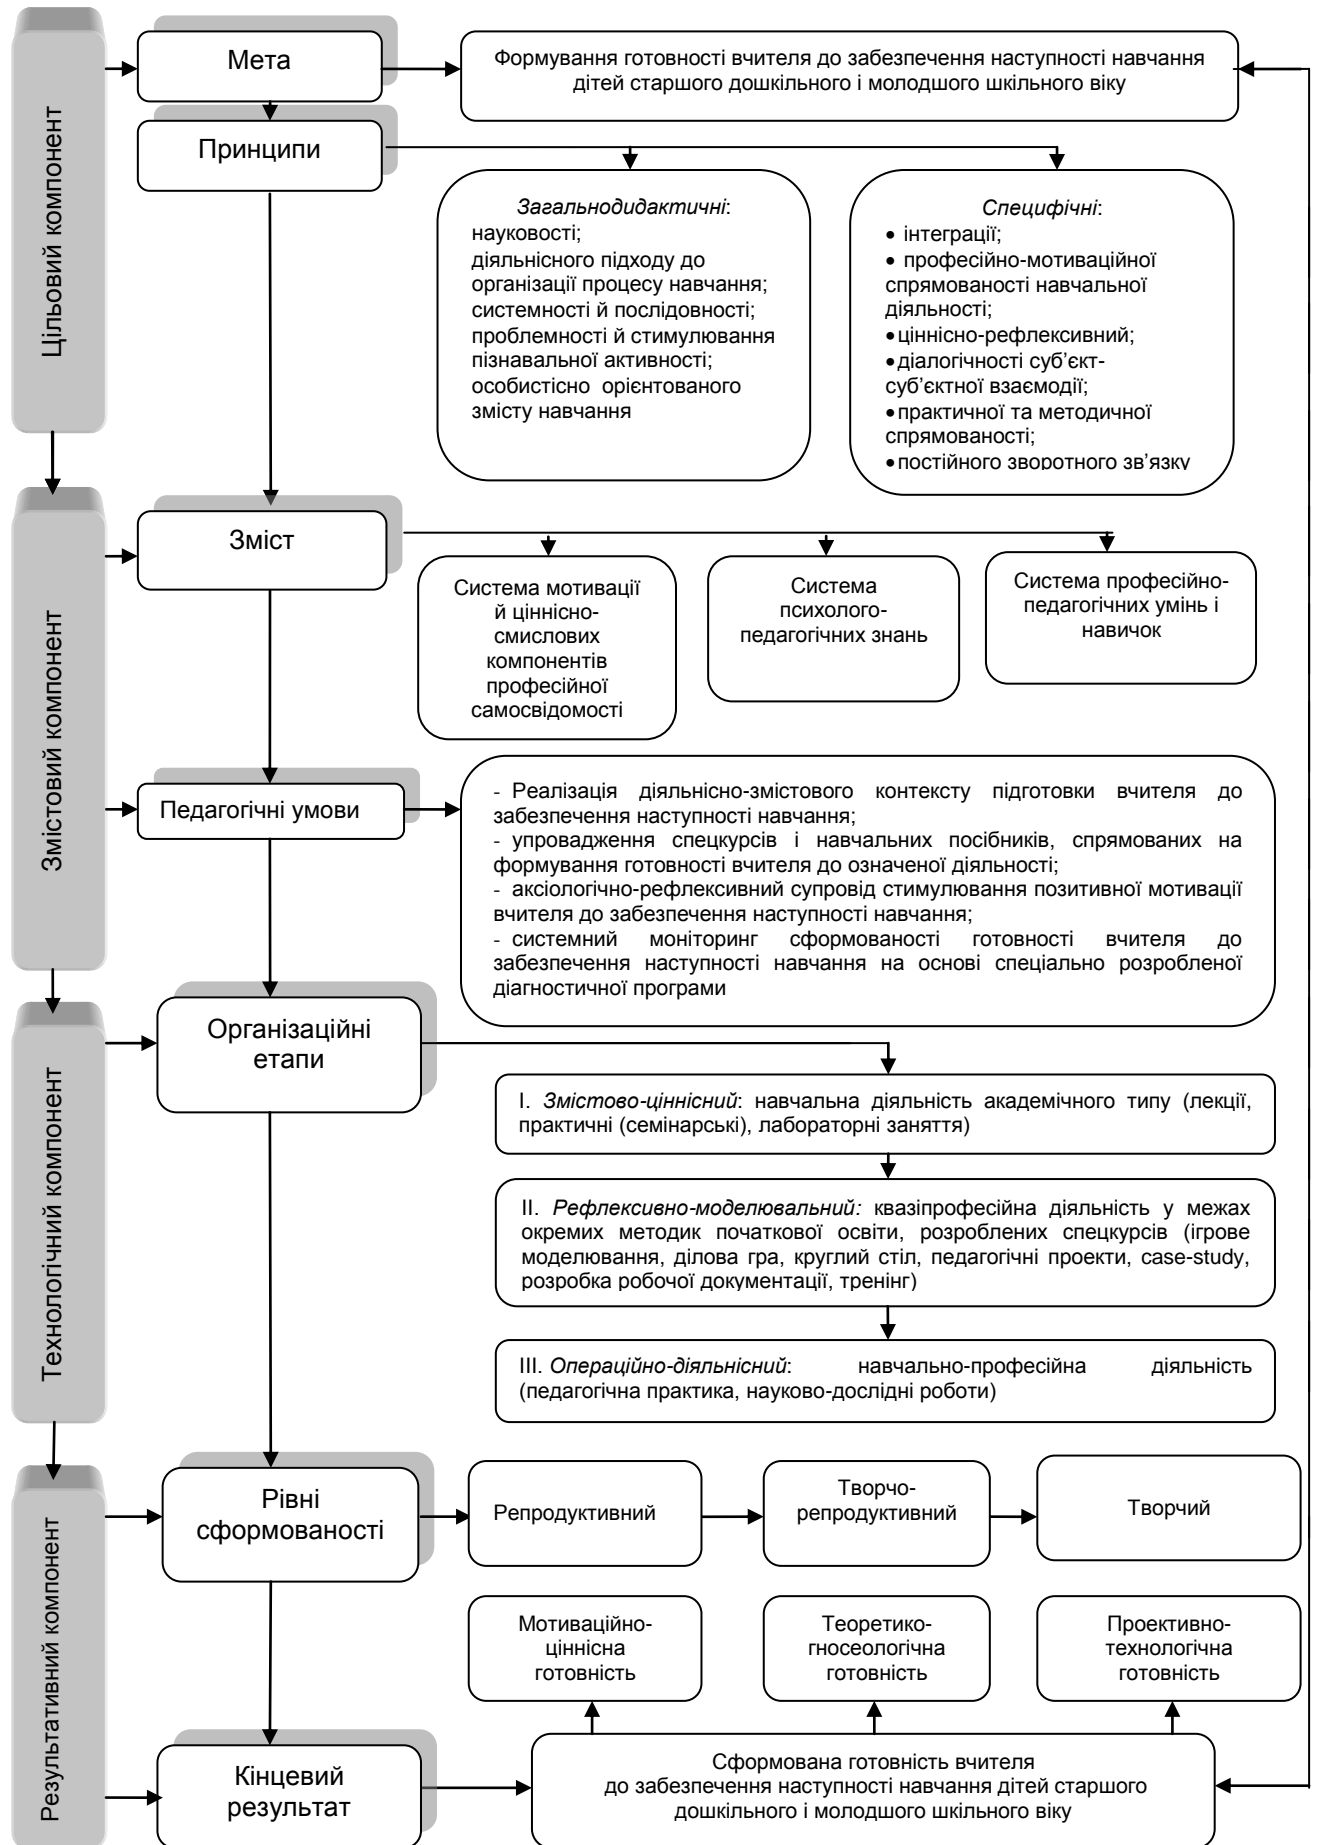 Цільовий компонент
Мета
Формування готовності вчителя до забезпечення наступності навчання
дітей старшого дошкільного і молодшого шкільного віку
Принципи
Загальнодидактичні:
науковості;
діяльнісного підходу до
організації процесу навчання;
системності й послідовності;
проблемності й стимулювання
пізнавальної активності;
особистісно орієнтованого
змісту навчання
Специфічні:
• інтеграції;
• професійно-мотиваційної
спрямованості навчальної
діяльності;
•ціннісно-рефлексивний;
•діалогічності суб’єкт-
суб’єктної взаємодії;
•практичної та методичної
спрямованості;
•постійного зворотного зв’язку
Змістовий компонент
Зміст
Система мотивації
й ціннісно-
смислових
компонентів
професійної
самосвідомості
Система
психолого-
педагогічних знань
Система професійно-
педагогічних умінь і
навичок
Педагогічні умови
- Реалізація діяльнісно-змістового контексту підготовки вчителя до
забезпечення наступності навчання;
- упровадження спецкурсів і навчальних посібників, спрямованих на
формування готовності вчителя до означеної діяльності;
- аксіологічно-рефлексивний супровід стимулювання позитивної мотивації
вчителя до забезпечення наступності навчання;
- системний моніторинг сформованості готовності вчителя до
забезпечення наступності навчання на основі спеціально розробленої
діагностичної програми
Технологічний компонент
Організаційні
етапи
І. Змістово-ціннісний: навчальна діяльність академічного типу (лекції,
практичні (семінарські), лабораторні заняття)
ІІ. Рефлексивно-моделювальний: квазіпрофесійна діяльність у межах
окремих методик початкової освіти, розроблених спецкурсів (ігрове
моделювання, ділова гра, круглий стіл, педагогічні проекти, case-study,
розробка робочої документації, тренінг)
ІІІ. Операційно-діяльнісний: навчально-професійна діяльність
(педагогічна практика, науково-дослідні роботи)
Результативний компонент
Рівні
сформованості
Репродуктивний
Творчо-
репродуктивний
Творчий
Мотиваційно-
ціннісна
готовність
Теоретико-
гносеологічна
готовність
Проективно-
технологічна
готовність
Кінцевий
результат
Сформована готовність вчителя
до забезпечення наступності навчання дітей старшого
дошкільного і молодшого шкільного віку